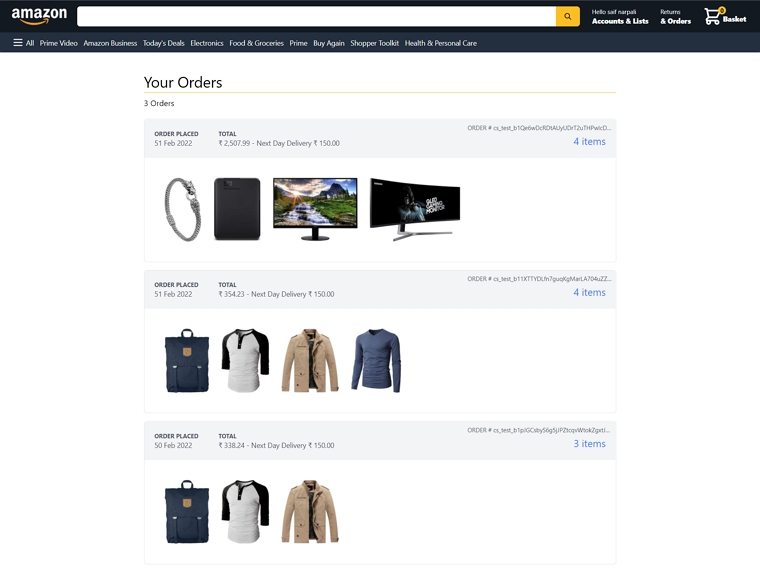 amazon
Hello saif narpali
Accounts & Lists
Returns
& Orders
0
Basket
All Prime Video Amazon Business Today's Deals Electronics Food & Groceries Prime Buy Again Shopper Toolkit Health & Personal Care
Your Orders
3 Orders
ORDER PLACED
51 Feb 2022
TOTAL
₹ 2,507.99 - Next Day Delivery ₹ 150.00
ORDER #
4 items
QLED
GAMING
MONITOR
ORDER PLACED
51 Feb 2022
TOTAL
₹ 354.23 - Next Day Delivery ₹ 150.00
ORDER #
4 items
ORDER PLACED
50 Feb 2022
TOTAL
₹ 338.24 - Next Day Delivery ₹ 150.00
ORDER #
3 items